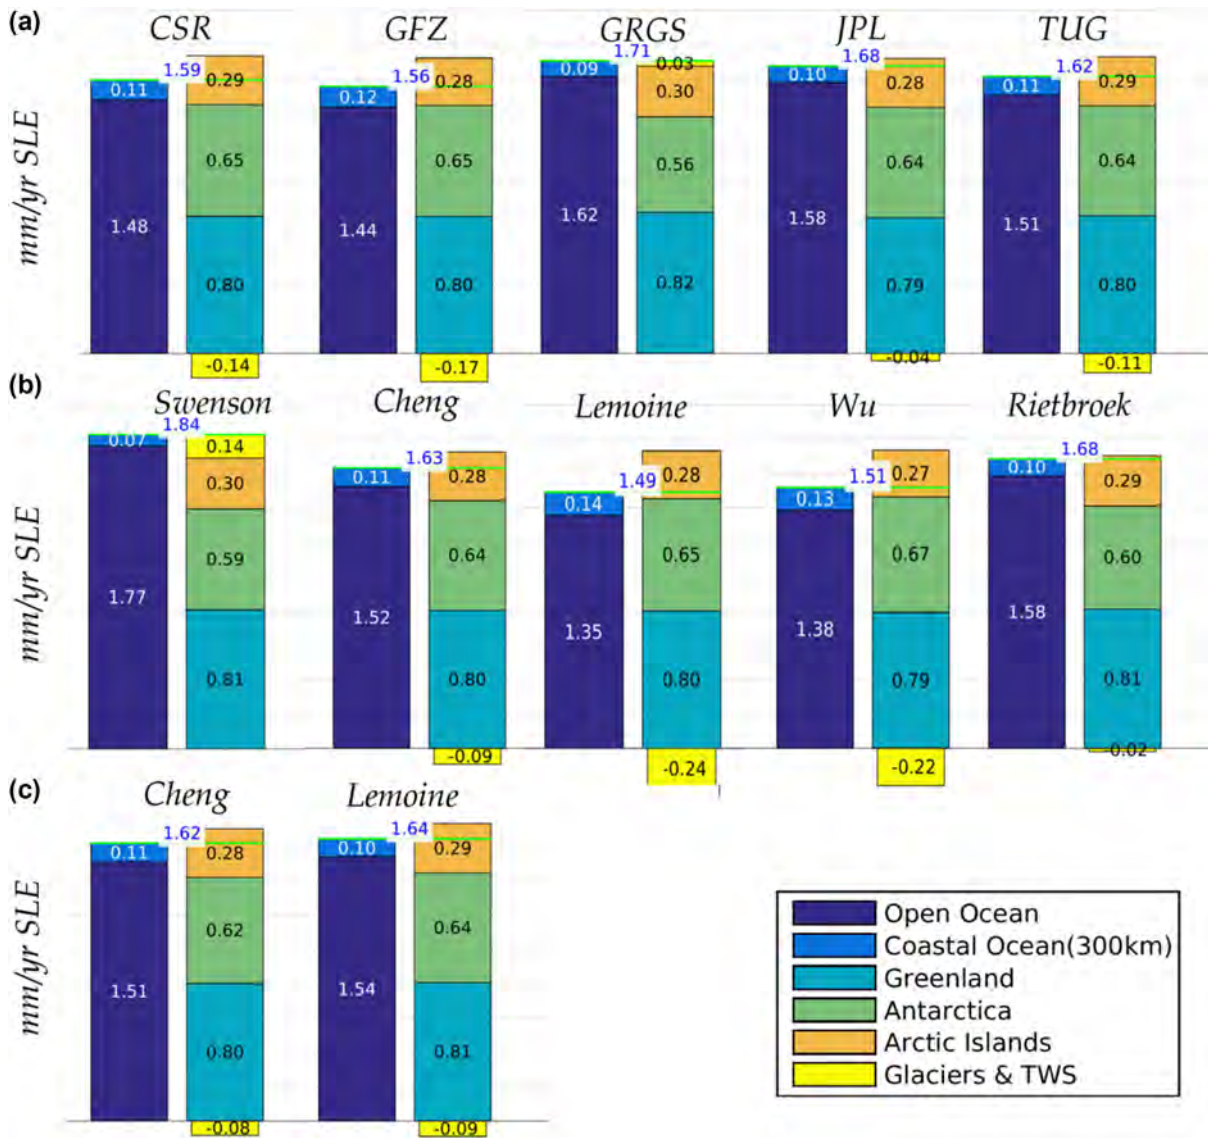 (a)
CSR GFZ GRGS JPL TUG
mm/yr SLE
1.59 0.11 1.48 0.29 0.65 0.80 -0.14
1.56 0.12 1.44 0.28 0.65 0.80 -0.17
1.71 0.09 1.62 0.03 0.30 0.56 0.82
1.68 0.10 1.58 0.28 0.64 0.79 -0.04
1.62 0.11 1.51 0.29 0.64 0.80 -0.11
(b)
Swenson Cheng Lemoine Wu Rietbroek
mm/yr SLE
1.84 0.07 1.77 0.14 0.30 0.59 0.81
1.63 0.11 1.52 0.28 0.64 0.80 -0.09
1.49 0.14 1.35 0.28 0.65 0.80 -0.24
1.51 0.13 1.38 0.27 0.67 0.79 -0.22
1.68 0.10 1.58 0.29 0.60 0.81 -0.02
(c)
Cheng Lemoine
mm/yr SLE
1.62 0.11 1.51 0.28 0.62 0.80 -0.08
1.64 0.10 1.54 0.29 0.64 0.81 -0.09
Open Ocean
Coastal Ocean(300km)
Greenland
Antarctica
Arctic Islands
Glaciers & TWS